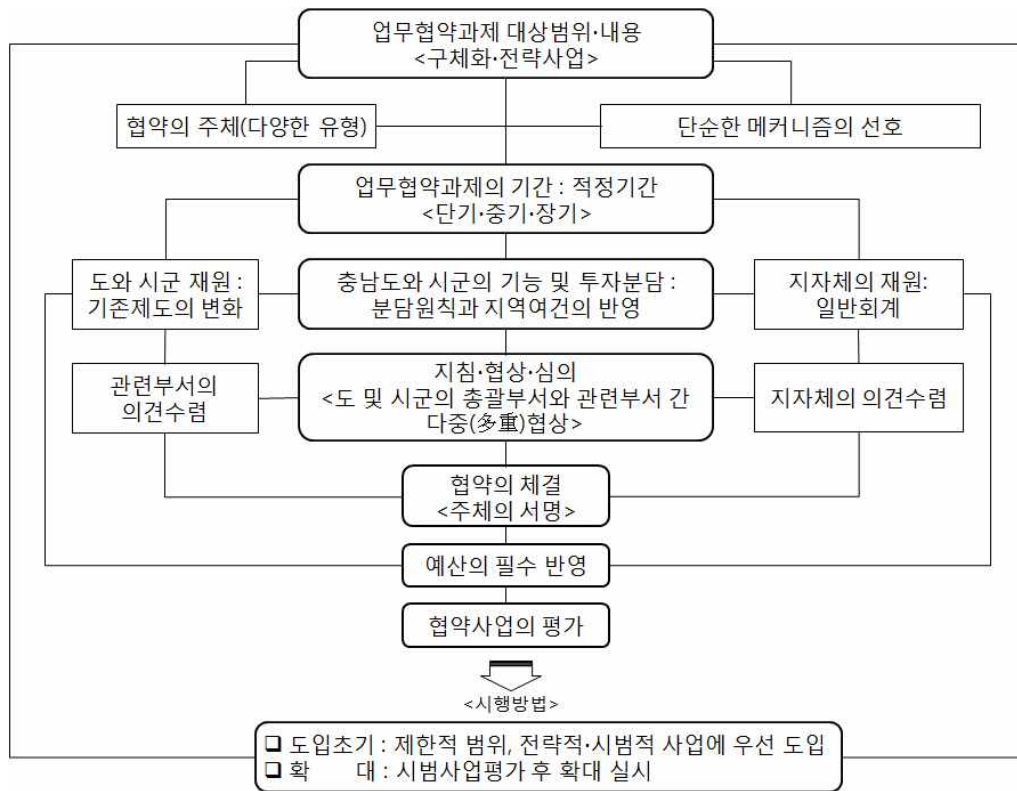 업무협약과제 대상범위·내용
<구체화·전략사업>
협약의 주체(다양한 유형)
단순한 메커니즘의 선호
업무협약과제의 기간 : 적정기간
<단기·중기·장기>
도와 시군 재원 :
기존제도의 변화
충남도와 시군의 기능 및 투자분담 :
분담원칙과 지역여건의 반영
지자체의 재원:
일반회계
관련부서의
의견수렴
지침·협상·심의
<도 및 시군의 총괄부서와 관련부서 간
다중(多重)협상>
지자체의 의견수렴
협약의 체결
<주체의 서명>
예산의 필수 반영
협약사업의 평가
<시행방법>
❑ 도입초기 : 제한적 범위, 전략적·시범적 사업에 우선 도입
❑ 확 대 : 시범사업평가 후 확대 실시